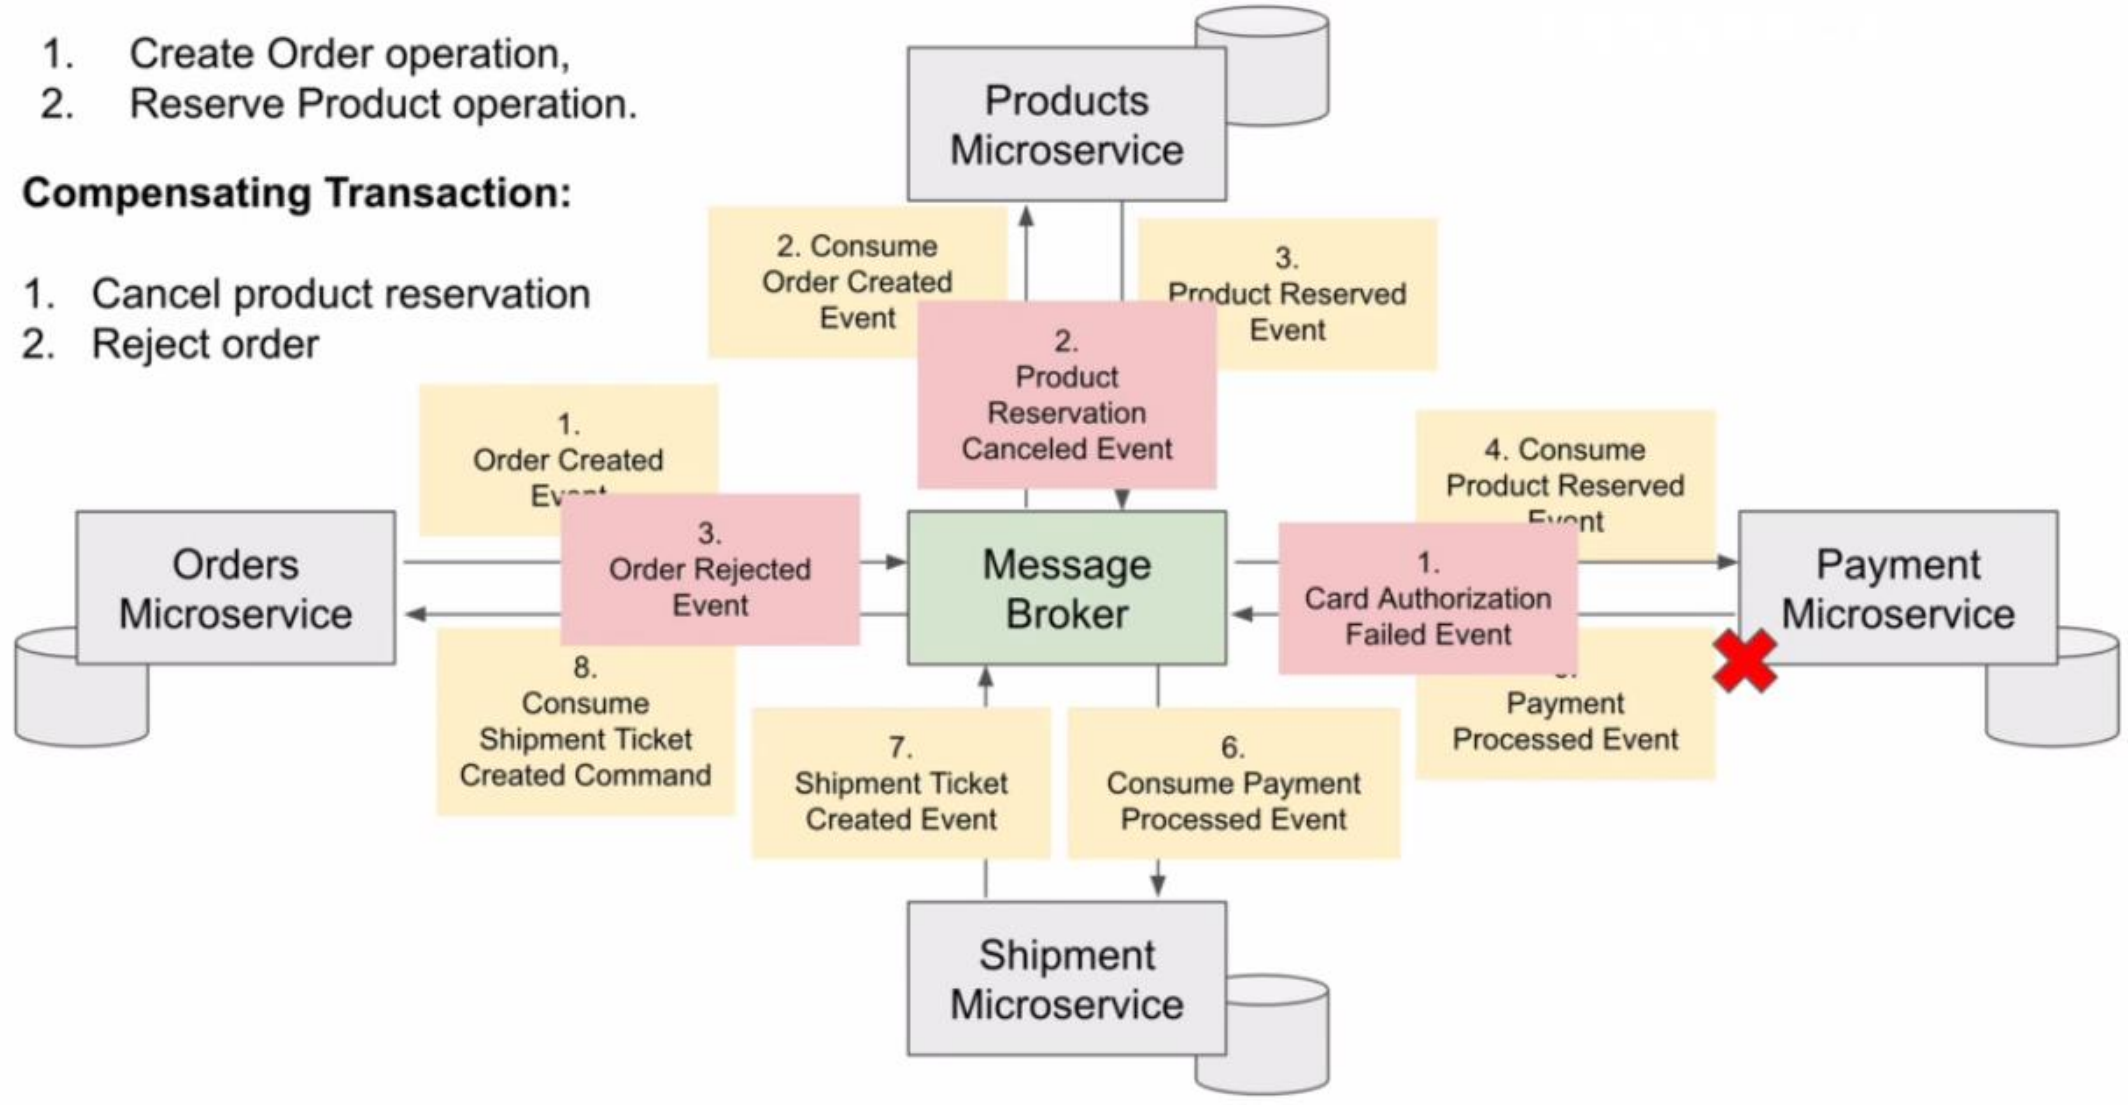 1. Create Order operation,
2. Reserve Product operation.
Compensating Transaction:
1. Cancel product reservation
2. Reject order
Products
Microservice
2. Consume
Order Created
Event
3.
Product Reserved
Event
2.
Product
Reservation
Canceled Event
1.
Order Created
Event
3.
Order Rejected
Event
4. Consume
Product Reserved
Event
1.
Card Authorization
Failed Event
Orders
Microservice
Message
Broker
Payment
Microservice
8.
Consume
Shipment Ticket
Created Command
7.
Shipment Ticket
Created Event
6.
Consume Payment
Processed Event
Payment
Processed Event
Shipment
Microservice